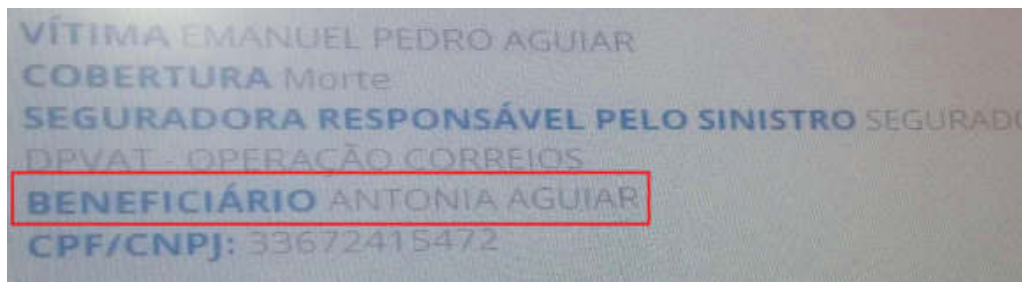 VÍTIMA EMANUEL PEDRO AGUIAR
COBERTURA Morte
SEGURADORA RESPONSÁVEL PELO SINISTRO SEGURADO
DPVAT - OPERAÇÃO CORREIOS
BENEFICIÁRIO ANTONIA AGUIAR
CPF/CNPJ: 33672415472